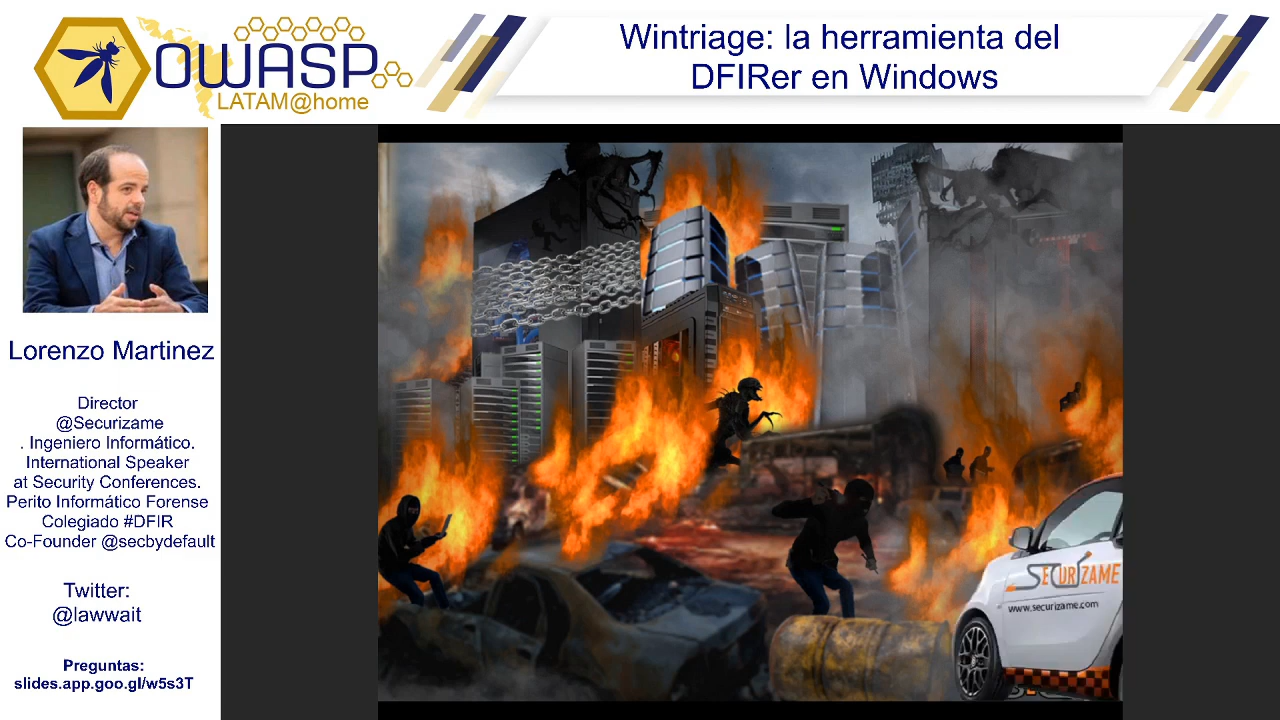 OWASP
LATAM@home
Wintriage: la herramienta del
DFIRer en Windows
Lorenzo Martinez
Director
@Securizame
. Ingeniero Informático.
International Speaker
at Security Conferences.
Perito Informático Forense
Colegiado #DFIR
Co-Founder @secbydefault
Twitter:
@lawwait
Preguntas:
slides.app.goo.gl/w5s3T
SECURIZAME
www.securizame.com